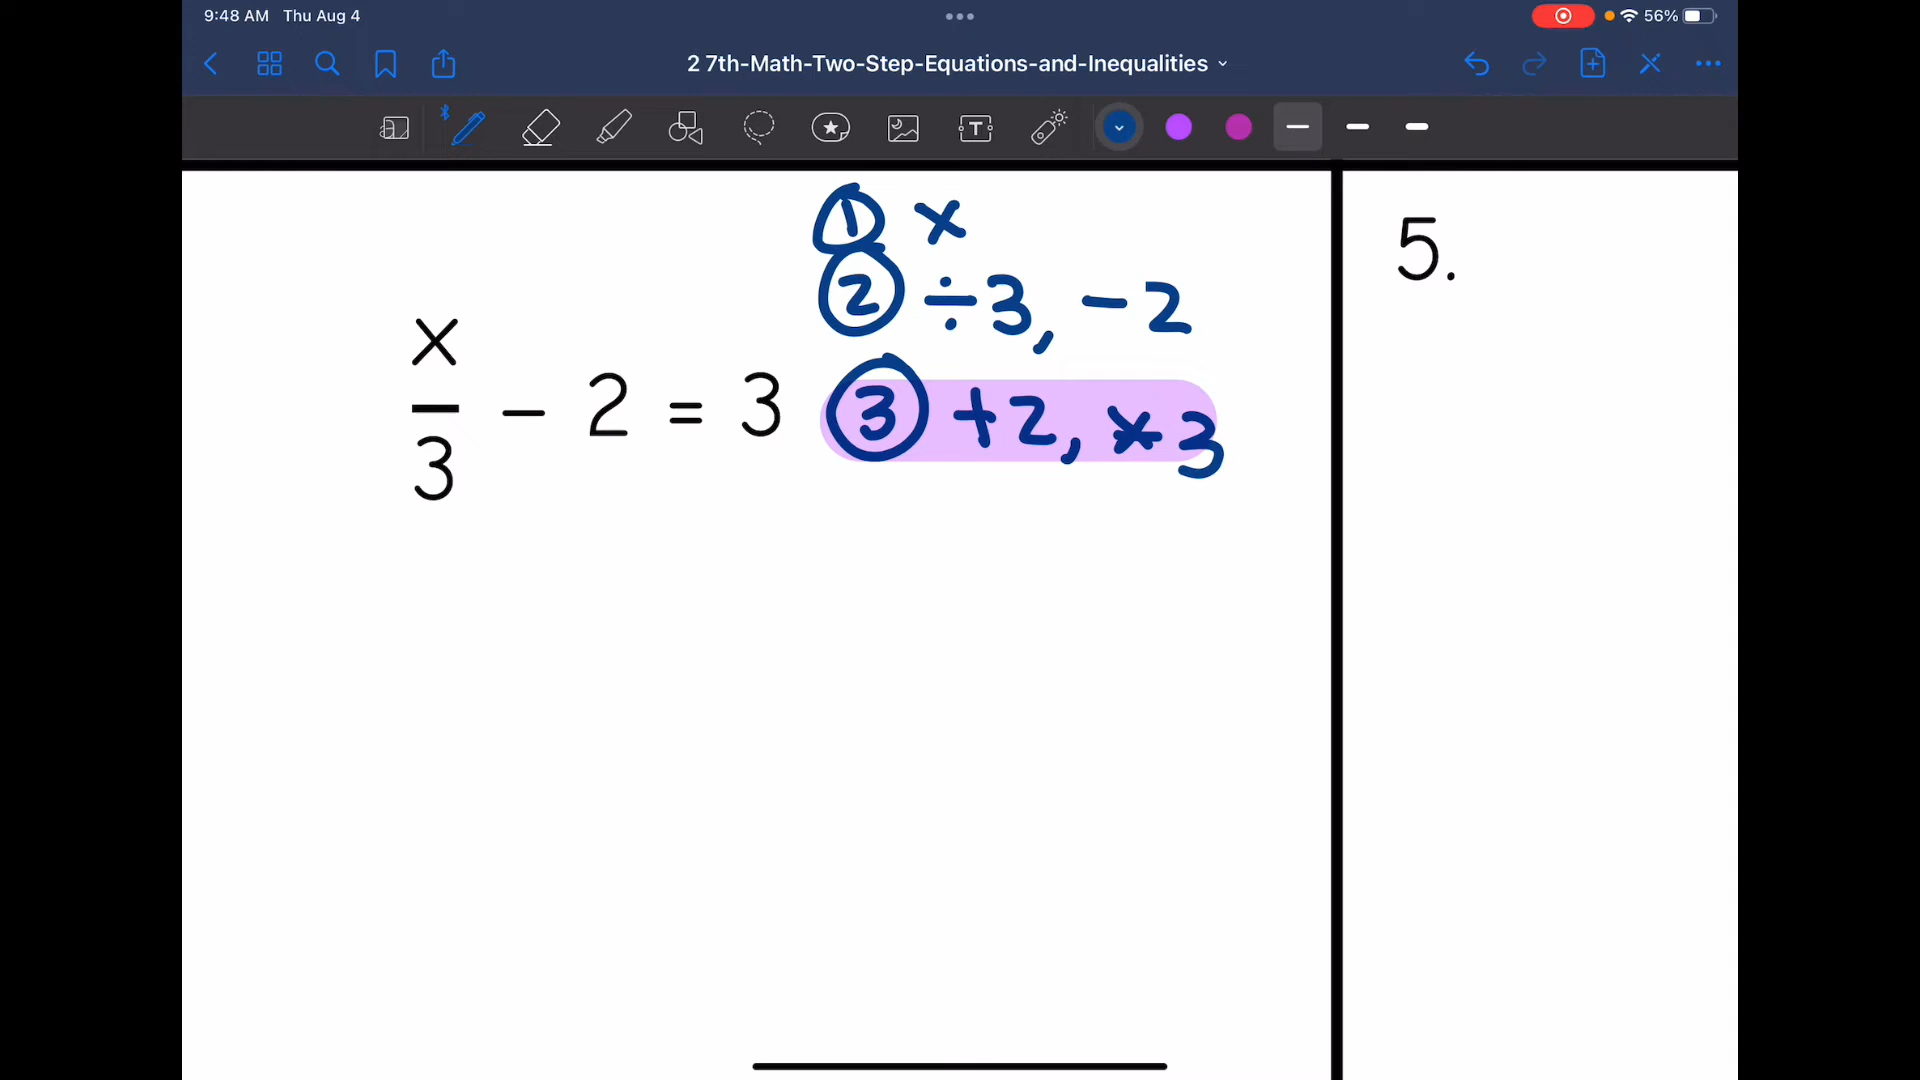 9:48 AM Thu Aug 4
56%
2 7th-Math-Two-Step-Equations-and-Inequalities
① x
② ÷3, -2
x/3 - 2 = 3
③ +2, *3
5.